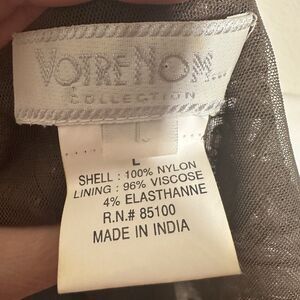 VOTRE NOM...
COLLECTION
L
L
SHELL : 100% NYLON
LINING : 96% VISCOSE
4% ELASTHANNE
R.N.# 85100
MADE IN INDIA